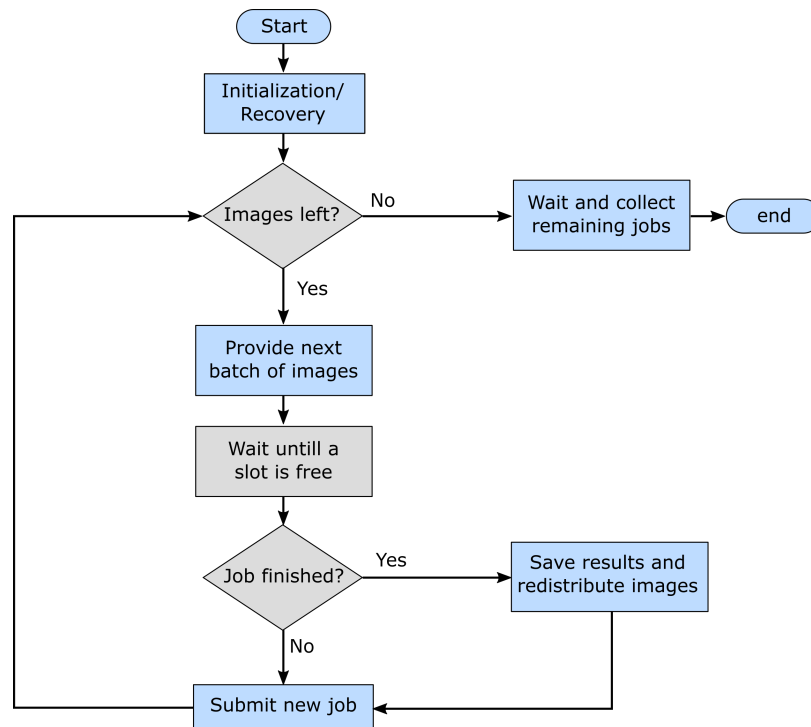 Start
Initialization/
Recovery
Images left?
No
Wait and collect
remaining jobs
end
Yes
Provide next
batch of images
Wait untill a
slot is free
Job finished?
Yes
Save results and
redistribute images
No
Submit new job